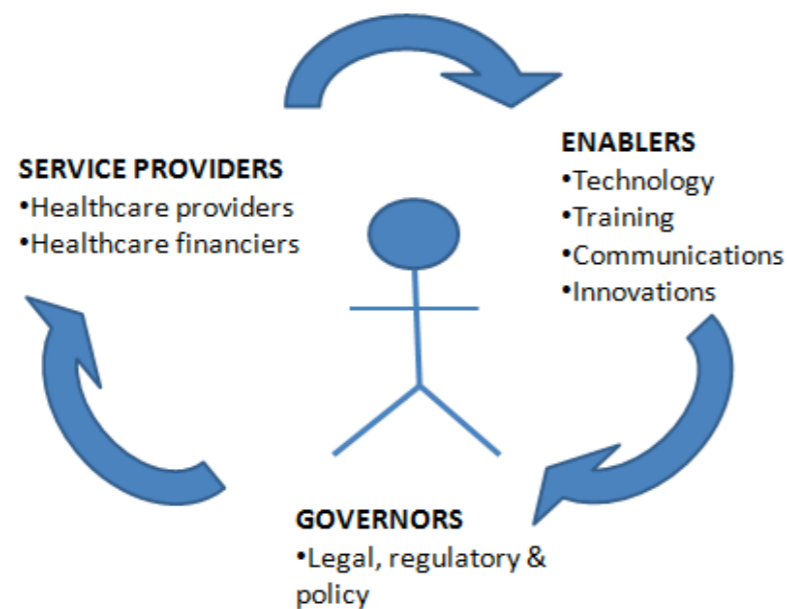 SERVICE PROVIDERS
•Healthcare providers
•Healthcare financiers
ENABLERS
•Technology
•Training
•Communications
•Innovations
GOVERNORS
•Legal, regulatory &
policy